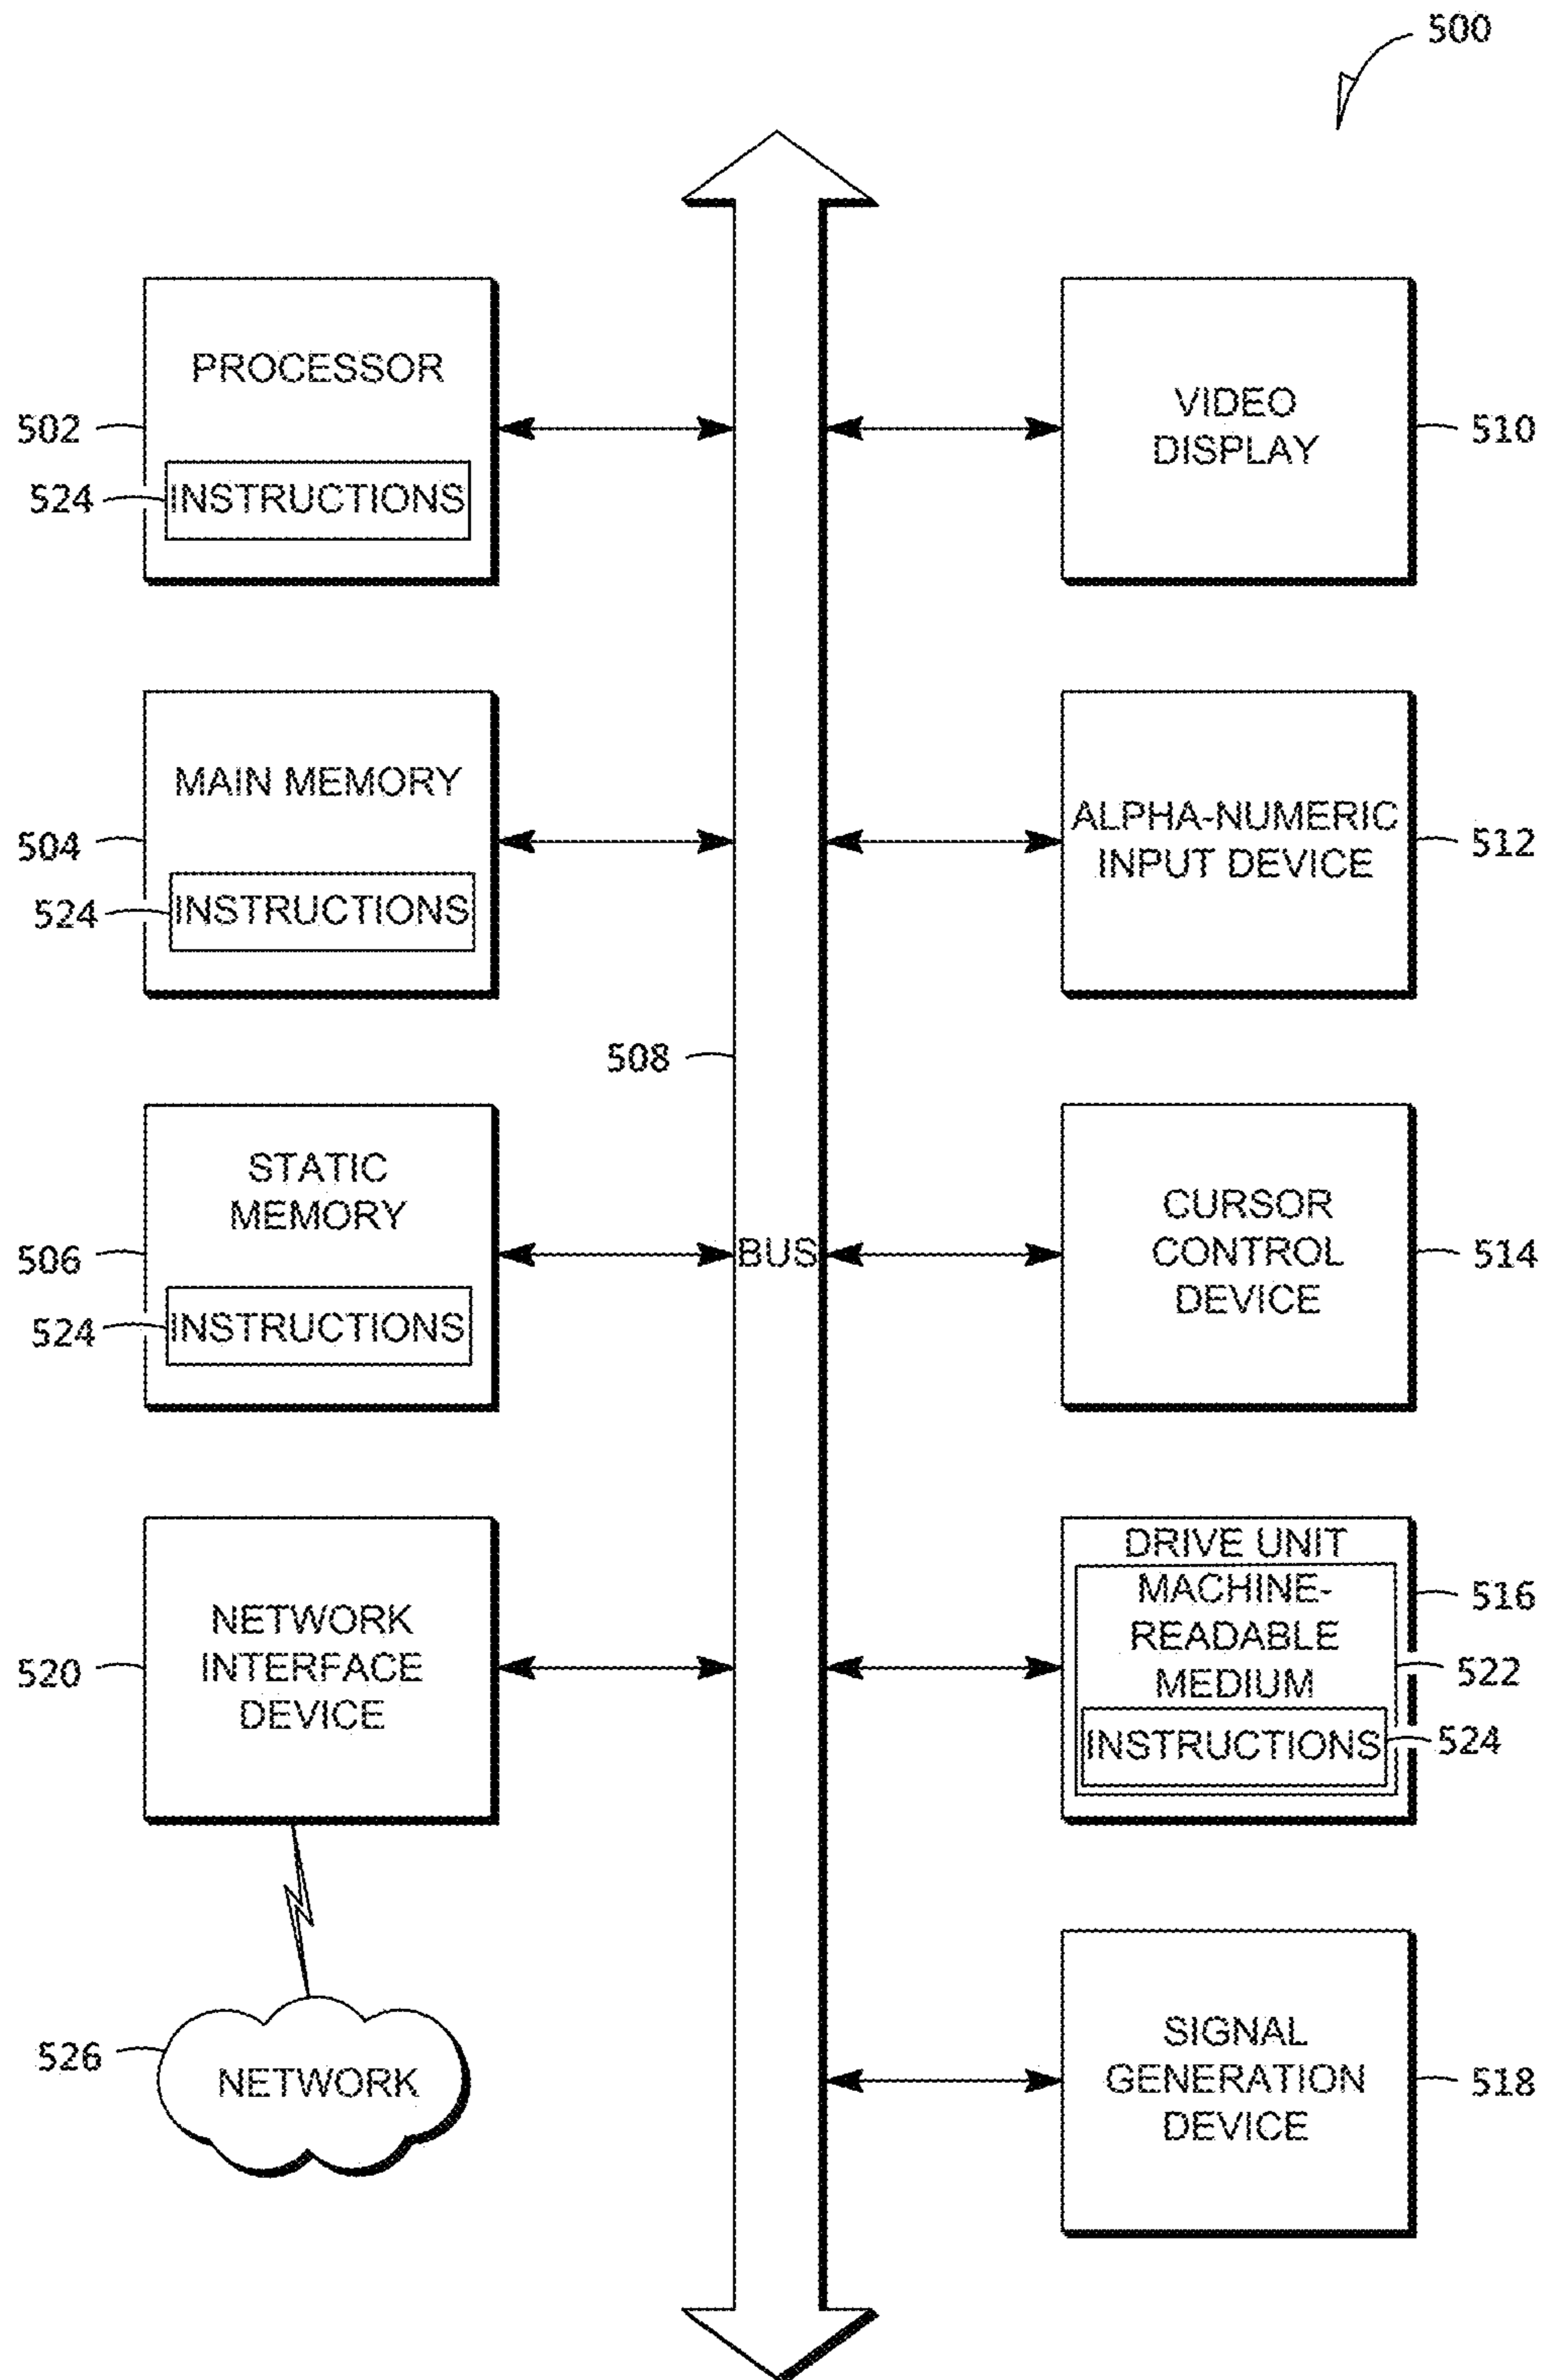 500
PROCESSOR
502
524
INSTRUCTIONS
VIDEO
DISPLAY
510
MAIN MEMORY
504
524
INSTRUCTIONS
ALPHA-NUMERIC
INPUT DEVICE
512
508
STATIC
MEMORY
506
524
INSTRUCTIONS
BUS
CURSOR
CONTROL
DEVICE
514
NETWORK
INTERFACE
DEVICE
520
DRIVE UNIT
MACHINE-
READABLE
MEDIUM
INSTRUCTIONS
516
522
524
526
NETWORK
SIGNAL
GENERATION
DEVICE
518